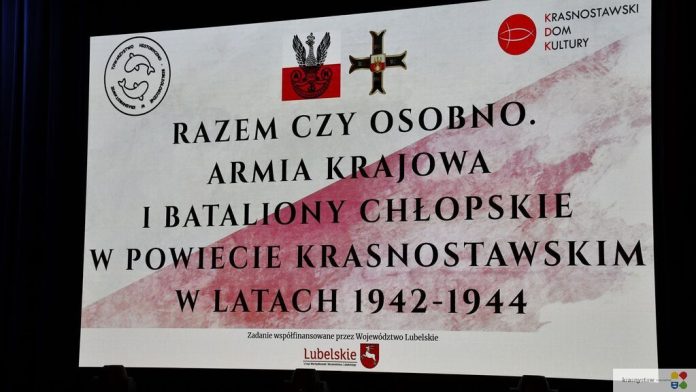 KRASNOSTAWSKI
DOM
KULTURY
RAZEM CZY OSOBNO.
ARMIA KRAJOWA
I BATALIONY CHŁOPSKIE
W POWIECIE KRASNOSTAWSKIM
W LATACH 1942-1944
Zadanie współfinansowane przez Województwo Lubelskie
Lubelskie